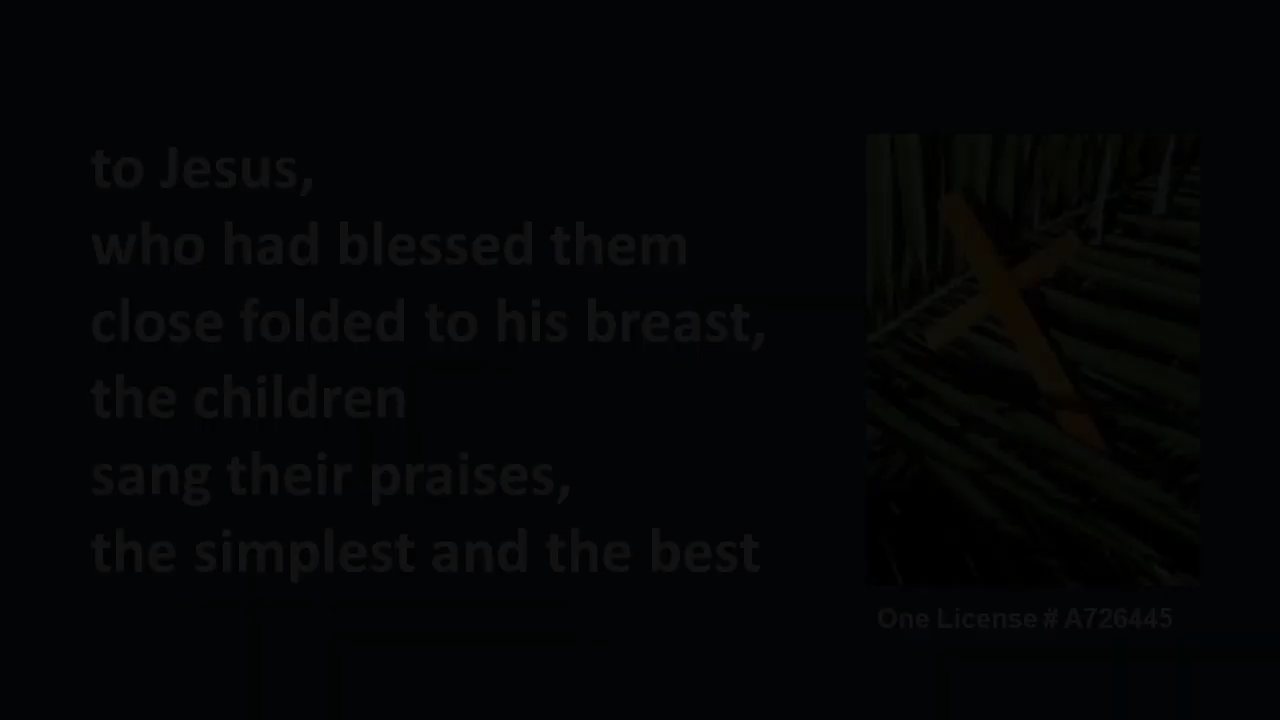 to Jesus,
who had blessed them
close folded to his breast,
the children
sang their praises,
the simplest and the best
One License # A726445